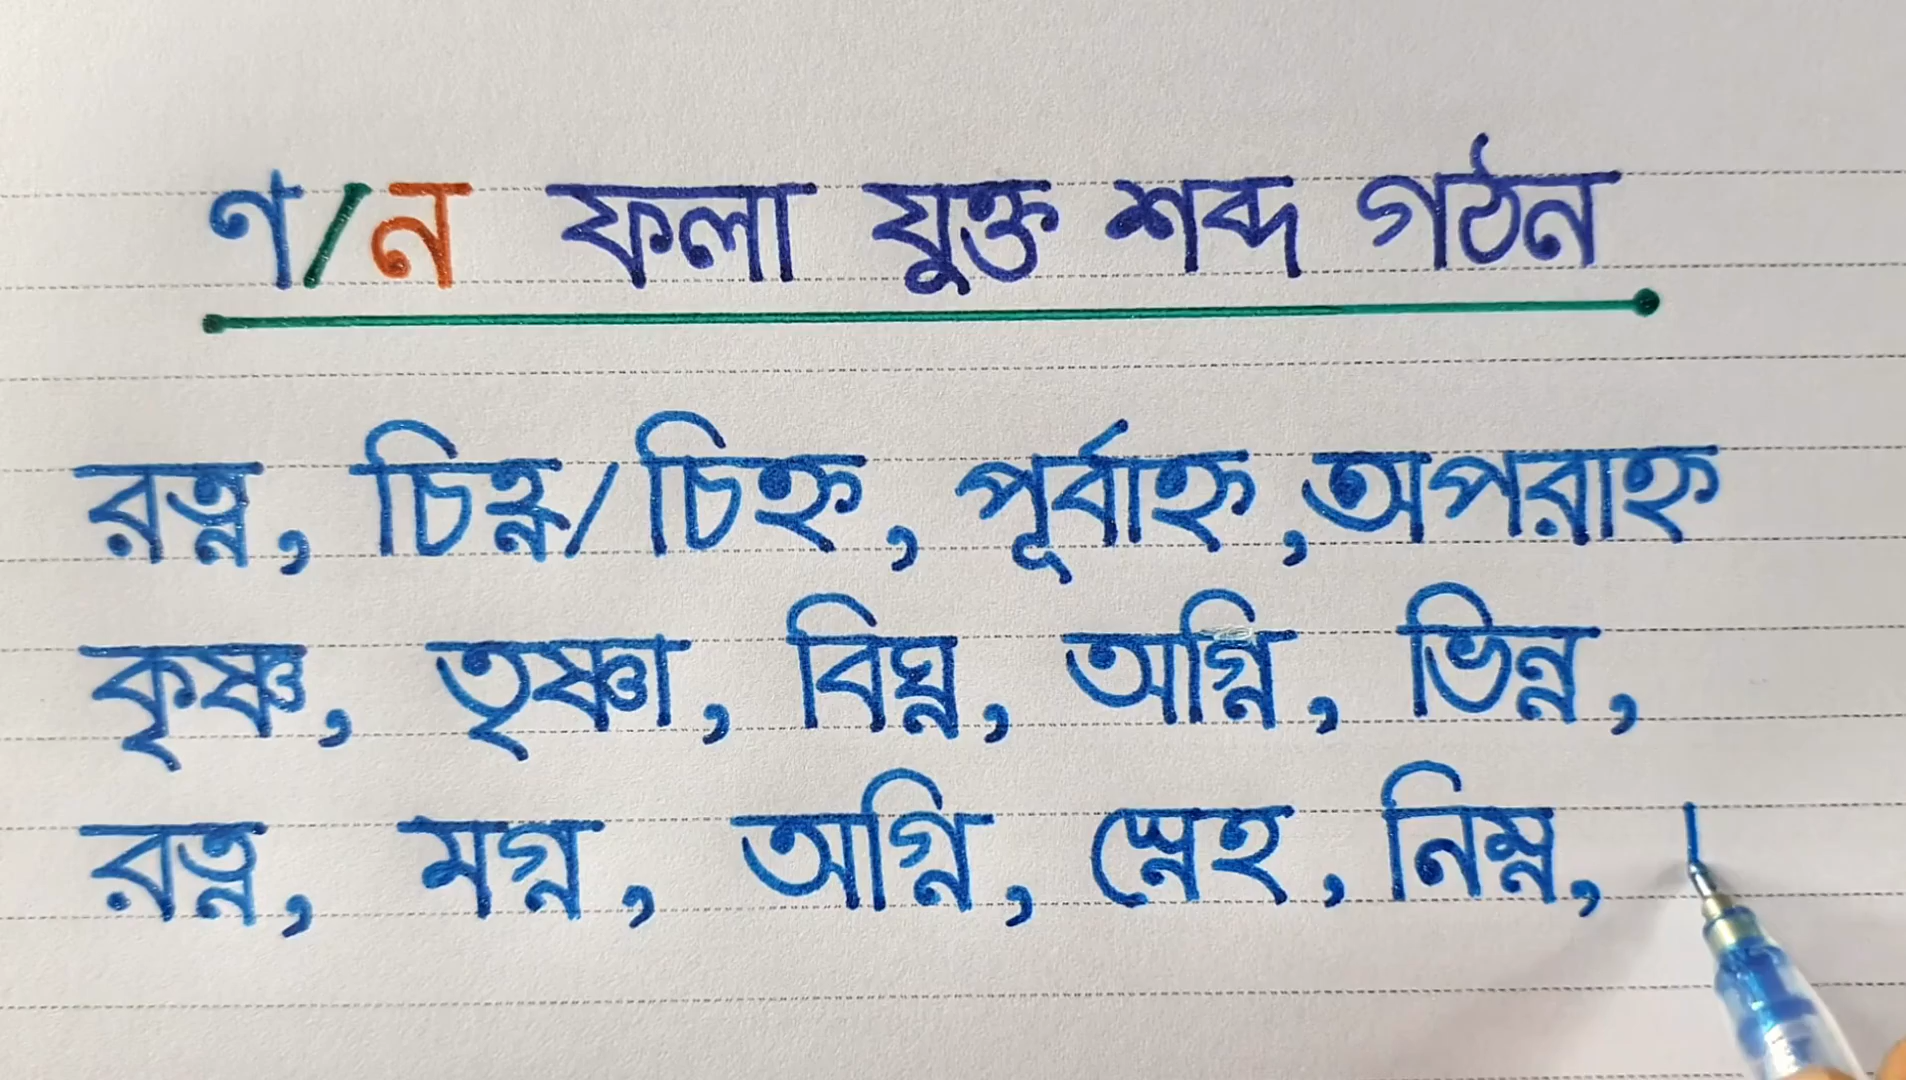 ণ/ন ফলা যুক্ত শব্দ গঠন
রত্ন, চিহ্ন/চিহ্ন, পূর্বাহ্ন, অপরাহ্ন
কৃষ্ণ, তৃষ্ণা, বিঘ্ন, অগ্নি, ভিন্ন,
রত্ন, মগ্ন, অগ্নি, স্নেহ, নিম্ন,